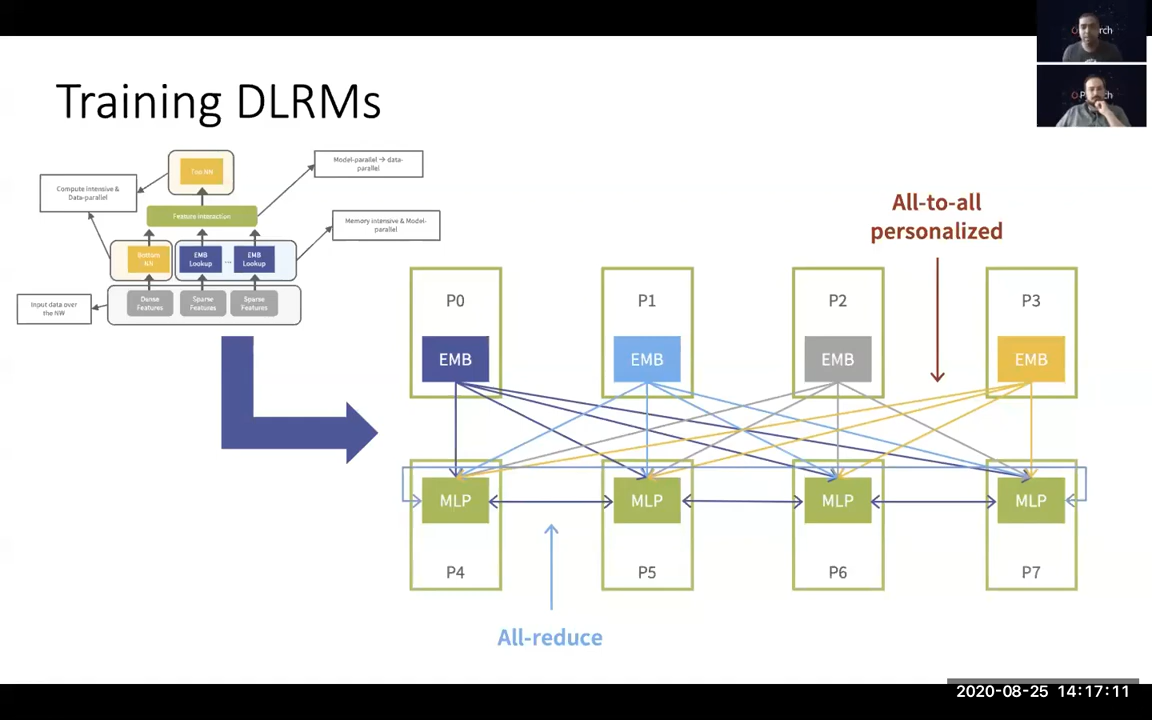 Training DLRMs
Top NN
Model-parallel → data-
parallel
Compute intensive &
Data-parallel
Feature Interaction
Memory intensive & Model-
parallel
Bottom
NN
EMB
Lookup
...
EMB
Lookup
Input data over
the NW
Dense
Features
Sparse
Features
Sparse
Features
All-to-all
personalized
P0
P1
P2
P3
EMB
EMB
EMB
EMB
MLP
MLP
MLP
MLP
P4
P5
P6
P7
All-reduce
2020-08-25 14:17:11